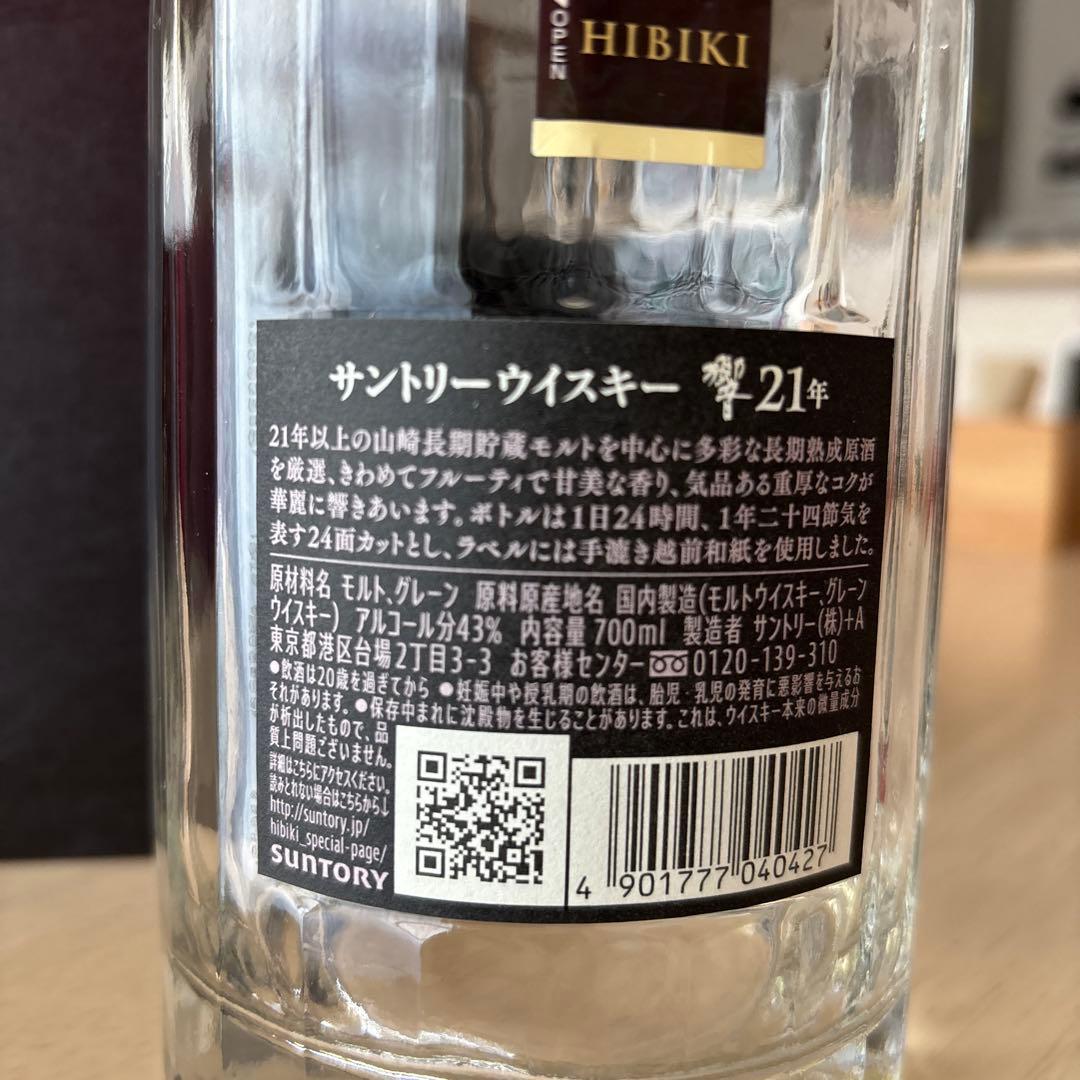 OPEN
HIBIKI
サントリーウイスキー 響 21年
21年以上の山崎長期貯蔵モルトを中心に多彩な長期熟成原酒
を厳選、きわめてフルーティで甘美な香り、気品ある重厚なコクが
華麗に響きあいます。ボトルは1日24時間、1年二十四節気を
表す24面カットとし、ラベルには手漉き越前和紙を使用しました。
原材料名 モルト、グレーン 原料原産地名 国内製造(モルトウイスキー、グレーン
ウイスキー) アルコール分43% 内容量 700ml 製造者 サントリー(株)+A
東京都港区台場2丁目3-3 お客様センター 0120-139-310
●飲酒は20歳を過ぎてから ●妊娠中や授乳期の飲酒は、胎児・乳児の発育に悪影響を与えるお
それがあります。●保存中まれに沈殿物を生じることがあります。これは、ウイスキー本来の微量成分
が析出したもので、品
質上問題ございません。
詳細はこちらにアクセスください。
読みとれない場合はこちらから↓
http://suntory.jp/
hibiki_special-page/
SUNTORY
4 901777 040427